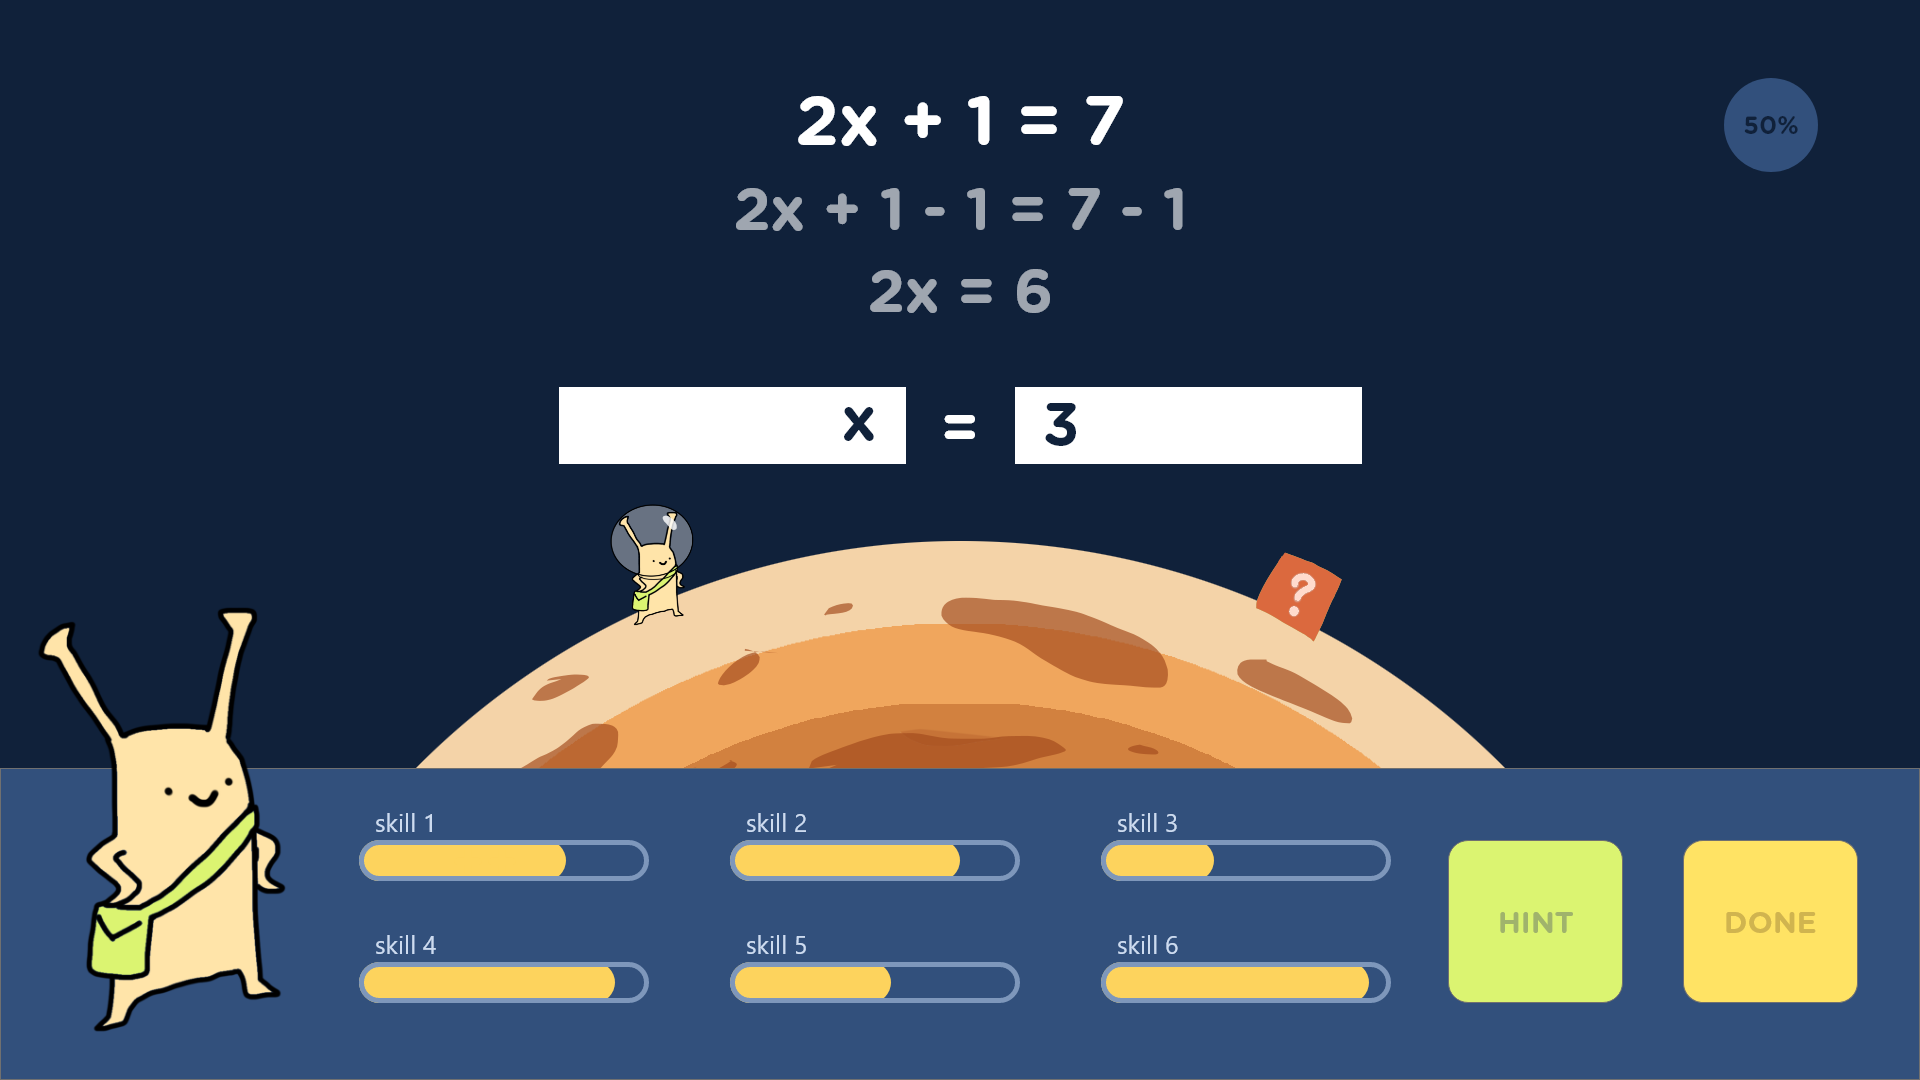 2x + 1 = 7
50%
2x + 1 - 1 = 7 - 1
2x = 6
x = 3
?
skill 1
skill 2
skill 3
skill 4
skill 5
skill 6
HINT
DONE